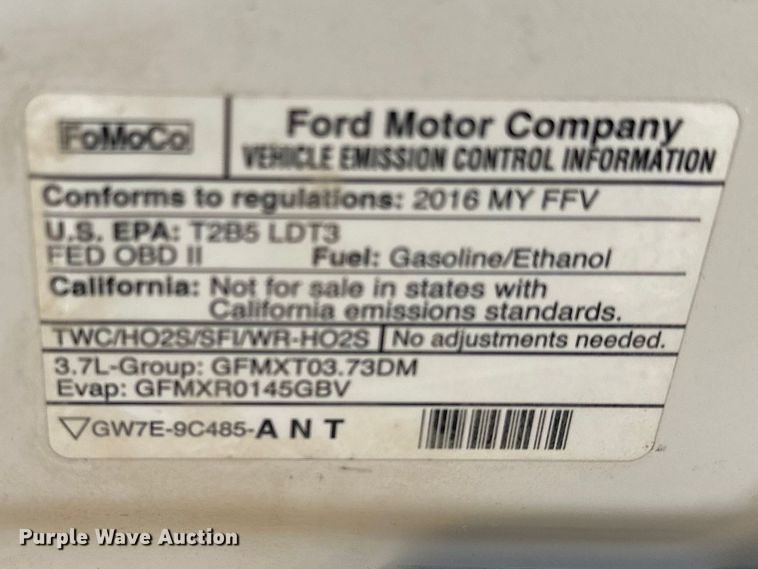 FoMoCo
Ford Motor Company
VEHICLE EMISSION CONTROL INFORMATION
Conforms to regulations: 2016 MY FFV
U.S. EPA: T2B5 LDT3
FED OBD II Fuel: Gasoline/Ethanol
California: Not for sale in states with
California emissions standards.
TWC/HO2S/SFI/WR-HO2S No adjustments needed.
3.7L-Group: GFMXT03.73DM
Evap: GFMXR0145GBV
GW7E-9C485-A N T
Purple Wave Auction